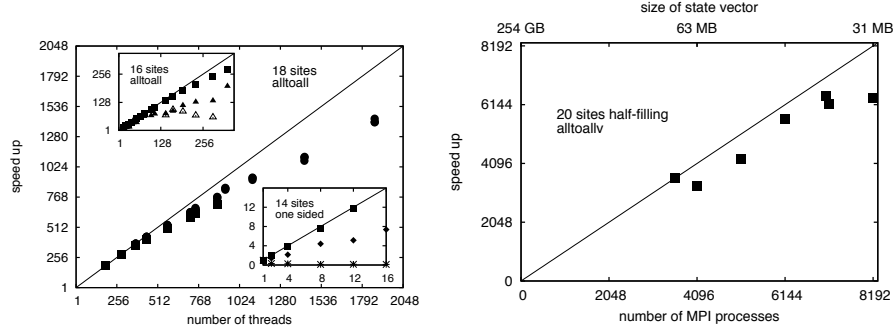 2048
1792
1536
1280
1024
768
512
256
1
speed up
256
128
1
16 sites
alltoall
1 128 256
18 sites
alltoall
14 sites
one sided
12
8
4
0
1 4 8 12 16
256 512 768 1024 1280 1536 1792 2048
number of threads
size of state vector
254 GB 63 MB 31 MB
8192
6144
4096
2048
0
speed up
20 sites half-filling
alltoallv
0 2048 4096 6144 8192
number of MPI processes